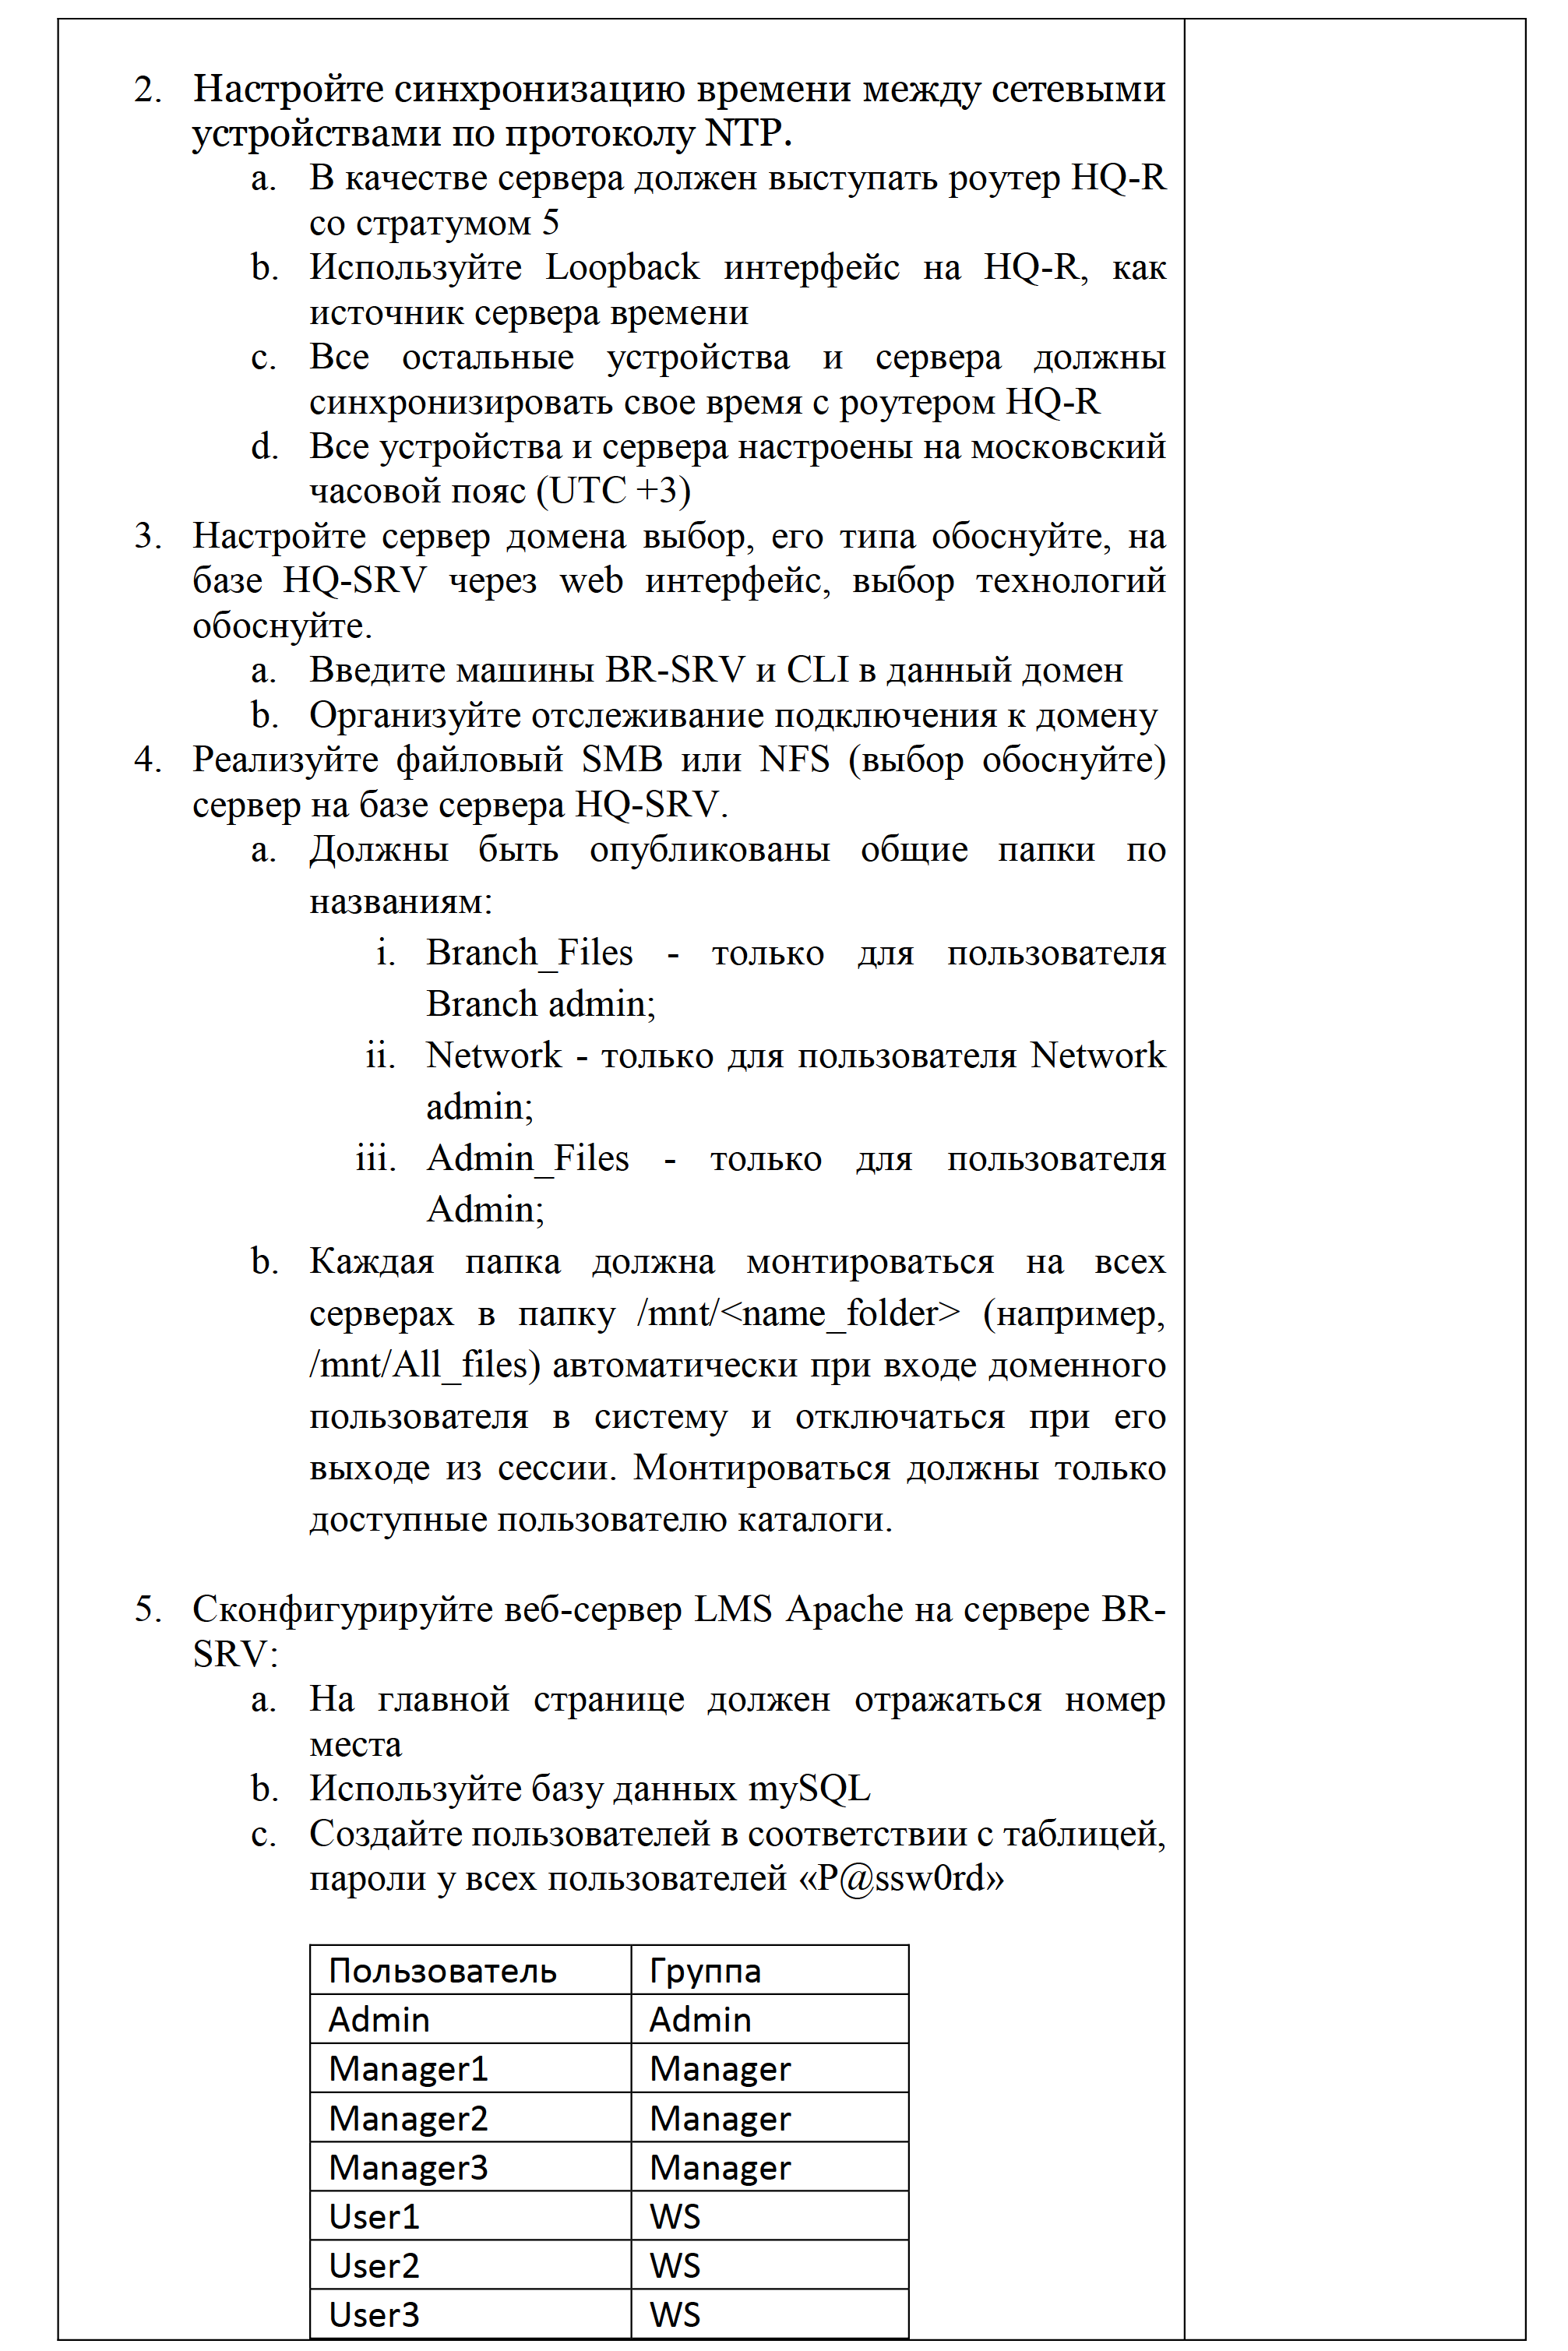 2. Настройте синхронизацию времени между сетевыми
устройствами по протоколу NTP.
a. В качестве сервера должен выступать роутер HQ-R
со стратумом 5
b. Используйте Loopback интерфейс на HQ-R, как
источник сервера времени
c. Все остальные устройства и сервера должны
синхронизировать свое время с роутером HQ-R
d. Все устройства и сервера настроены на московский
часовой пояс (UTC +3)
3. Настройте сервер домена выбор, его типа обоснуйте, на
базе HQ-SRV через web интерфейс, выбор технологий
обоснуйте.
a. Введите машины BR-SRV и CLI в данный домен
b. Организуйте отслеживание подключения к домену
4. Реализуйте файловый SMB или NFS (выбор обоснуйте)
сервер на базе сервера HQ-SRV.
a. Должны быть опубликованы общие папки по
названиям:
i. Branch_Files - только для пользователя
Branch admin;
ii. Network - только для пользователя Network
admin;
iii. Admin_Files - только для пользователя
Admin;
b. Каждая папка должна монтироваться на всех
серверах в папку /mnt/<name_folder> (например,
/mnt/All_files) автоматически при входе доменного
пользователя в систему и отключаться при его
выходе из сессии. Монтироваться должны только
доступные пользователю каталоги.
5. Сконфигурируйте веб-сервер LMS Apache на сервере BR-
SRV:
a. На главной странице должен отражаться номер
места
b. Используйте базу данных mySQL
c. Создайте пользователей в соответствии с таблицей,
пароли у всех пользователей «P@ssw0rd»
Пользователь Группа
Admin Admin
Manager1 Manager
Manager2 Manager
Manager3 Manager
User1 WS
User2 WS
User3 WS